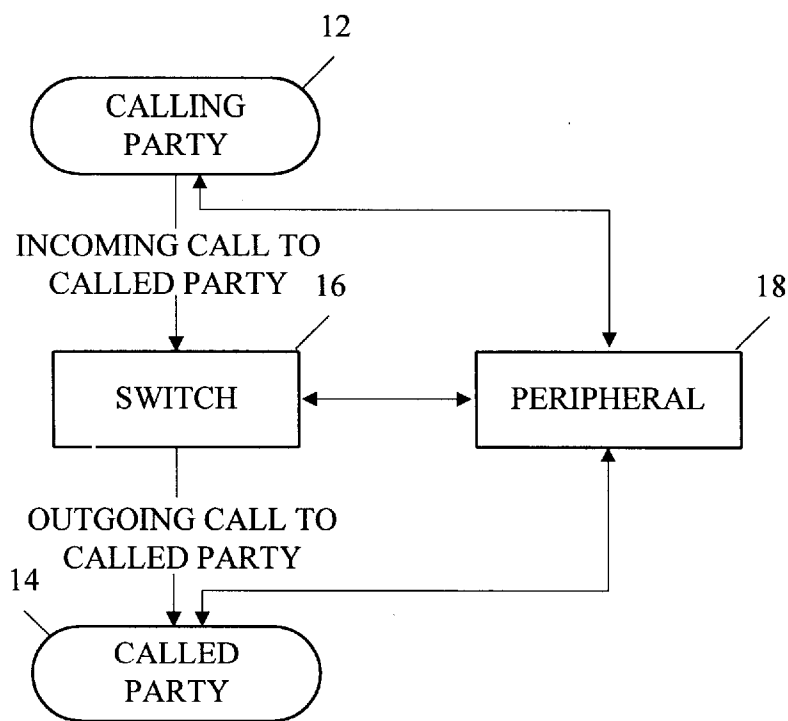 12
CALLING
PARTY
INCOMING CALL TO
CALLED PARTY
16
18
SWITCH
PERIPHERAL
OUTGOING CALL TO
CALLED PARTY
14
CALLED
PARTY